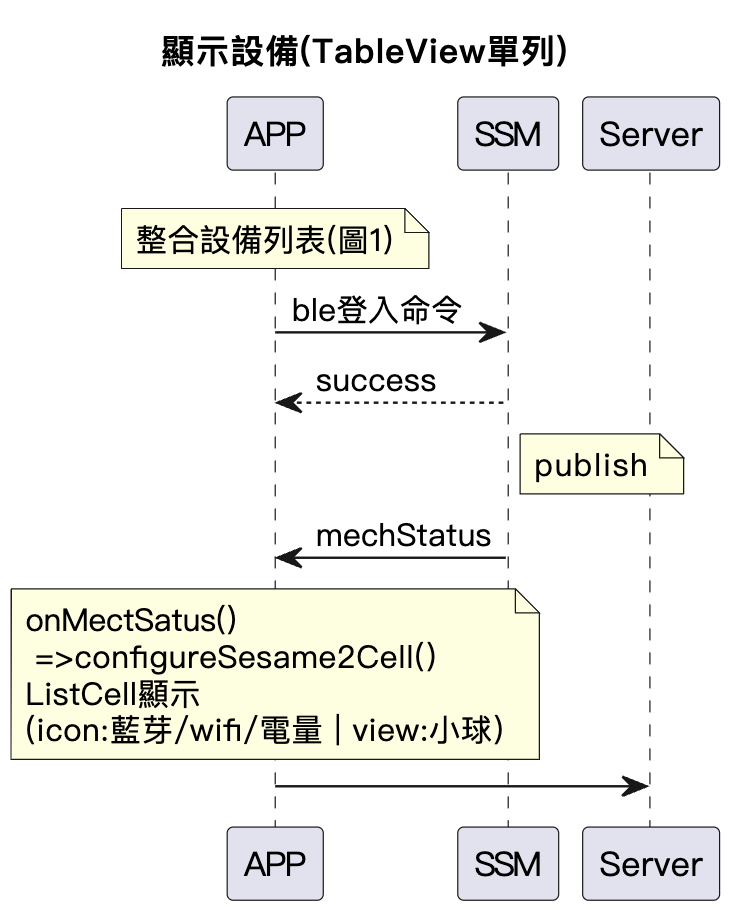 顯示設備(TableView單列)
APP
SSM
Server
整合設備列表(圖1)
ble登入命令
success
publish
mechStatus
onMectSatus()
=>configureSesame2Cell()
ListCell顯示
(icon:藍芽/wifi/電量 | view:小球)
APP
SSM
Server